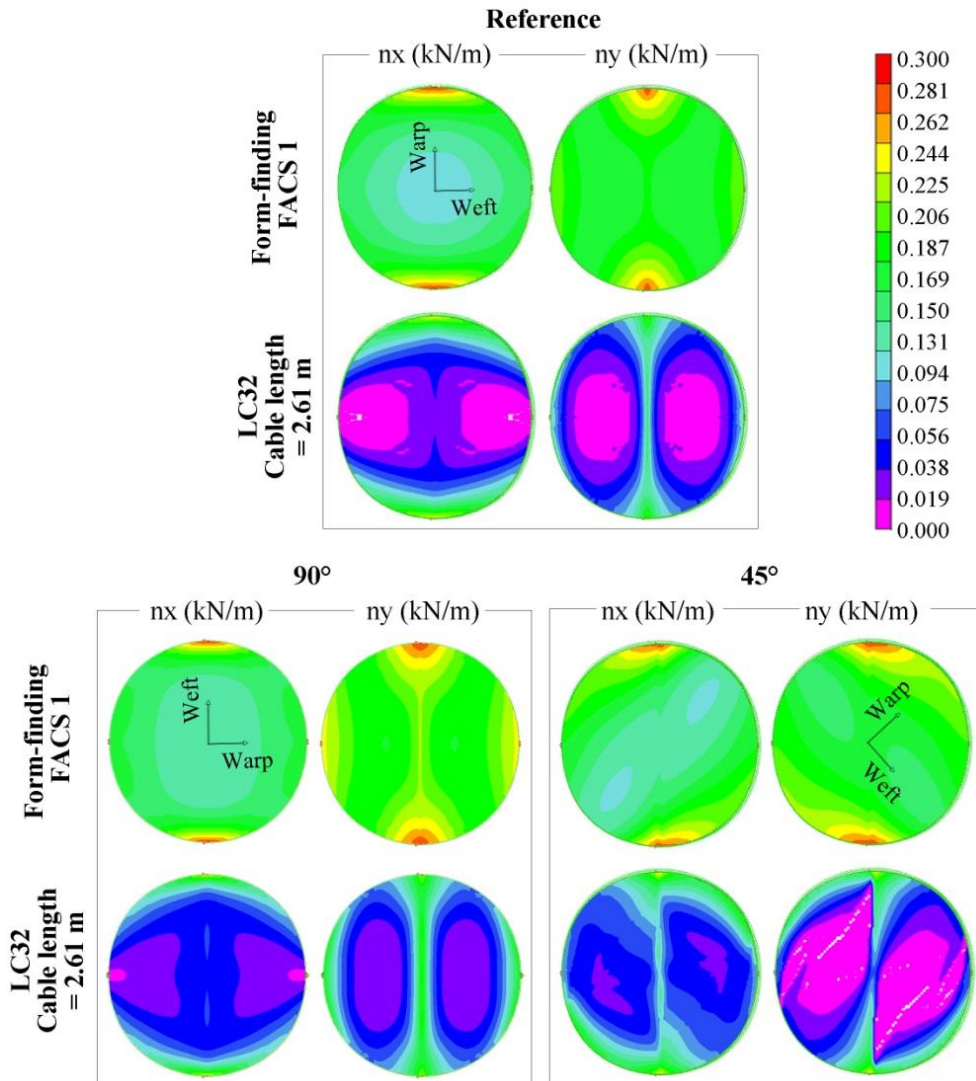 Reference
nx (kN/m)
ny (kN/m)
Form-finding
FACS 1
Warp
Weft
LC32
Cable length
= 2.61 m
0.300
0.281
0.262
0.244
0.225
0.206
0.187
0.169
0.150
0.131
0.094
0.075
0.056
0.038
0.019
0.000
90°
nx (kN/m)
ny (kN/m)
45°
nx (kN/m)
ny (kN/m)
Form-finding
FACS 1
Weft
Warp
Warp
Weft
LC32
Cable length
= 2.61 m